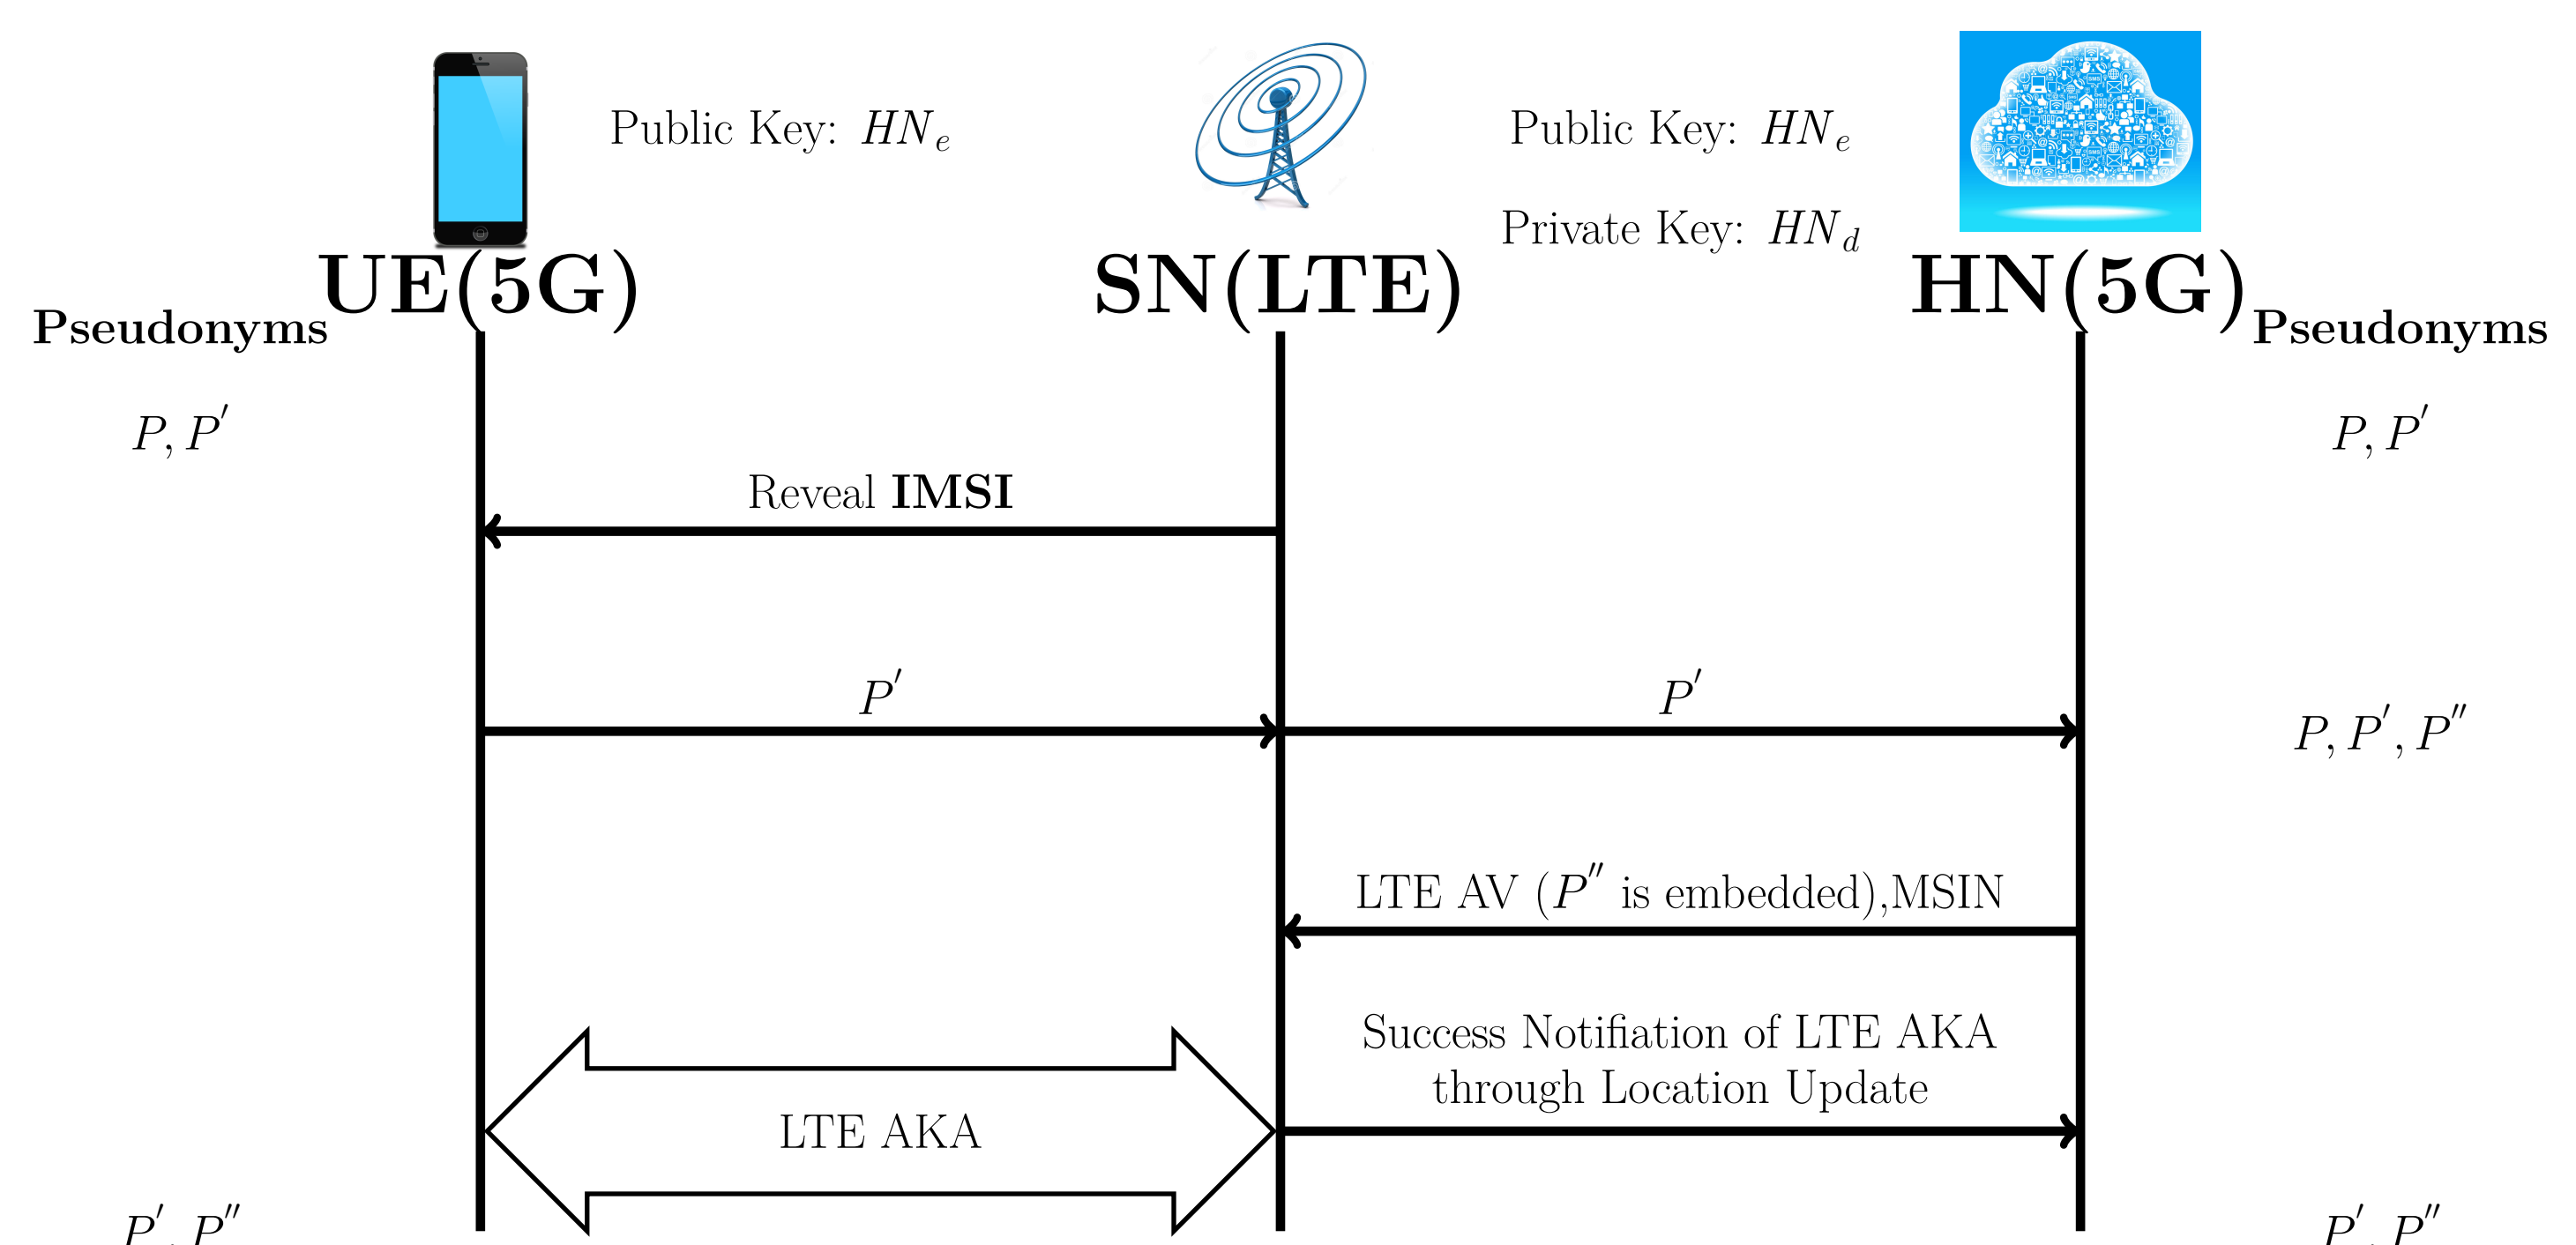 Public Key: HN_e
Public Key: HN_e
Private Key: HN_d
UE(5G)
SN(LTE)
HN(5G)
Pseudonyms
Pseudonyms
P, P′
P, P′
Reveal IMSI
P′
P′
P, P′, P″
LTE AV (P″ is embedded),MSIN
Success Notifiation of LTE AKA
through Location Update
LTE AKA
P′, P″
P′, P″